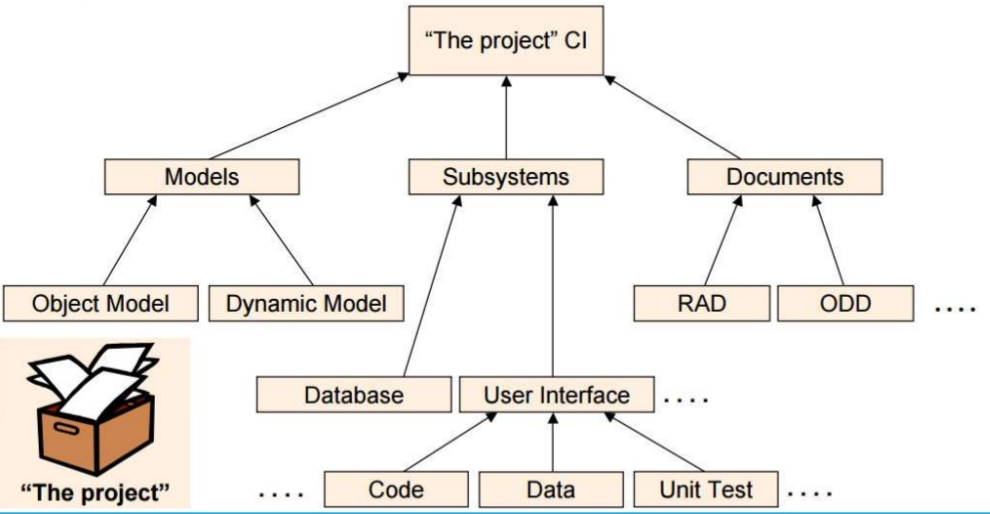 “The project” CI
Models
Subsystems
Documents
Object Model
Dynamic Model
RAD
ODD
....
Database
User Interface
....
“The project”
....
Code
Data
Unit Test
....